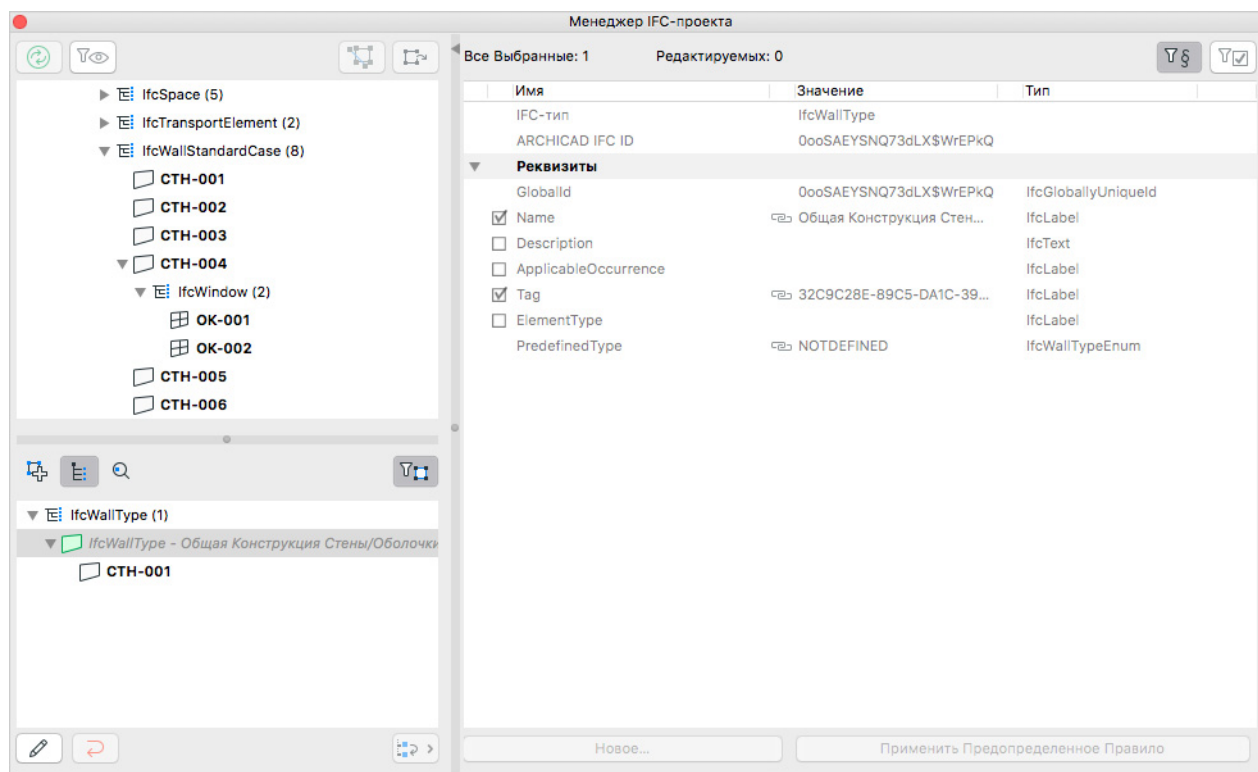 Менеджер IFC-проекта
Все Выбранные: 1 Редактируемых: 0
IfcSpace (5)
IfcTransportElement (2)
IfcWallStandardCase (8)
СТН-001
СТН-002
СТН-003
СТН-004
IfcWindow (2)
ОК-001
ОК-002
СТН-005
СТН-006
IfcWallType (1)
IfcWallType - Общая Конструкция Стены/Оболочки
СТН-001
Имя Значение Тип
IFC-тип IfcWallType
ARCHICAD IFC ID 0ooSAEYSNQ73dLX$WrEPkQ
Реквизиты
GlobalId 0ooSAEYSNQ73dLX$WrEPkQ IfcGloballyUniqueId
Name Общая Конструкция Стен... IfcLabel
Description IfcText
ApplicableOccurrence IfcLabel
Tag 32C9C28E-89C5-DA1C-39... IfcLabel
ElementType IfcLabel
PredefinedType NOTDEFINED IfcWallTypeEnum
Новое... Применить Предопределенное Правило